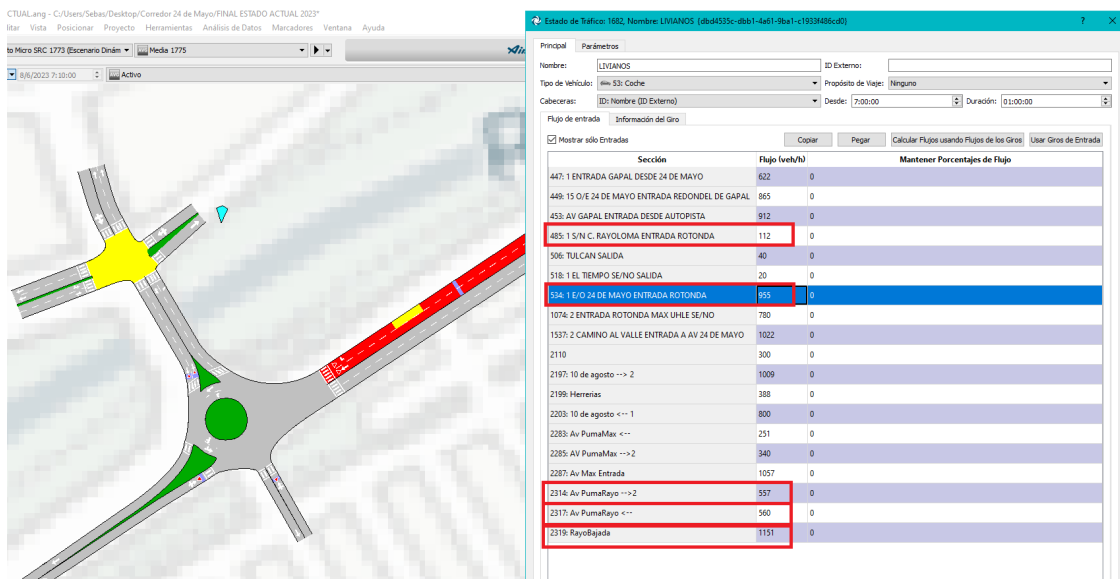 CTUAL.ang - C:/Users/Sebas/Desktop/Corredor 24 de Mayo/FINAL ESTADO ACTUAL 2023*
litar Vista Posicionar Proyecto Herramientas Análisis de Datos Marcadores Ventana Ayuda
to Micro SRC 1773 (Escenario Dinám Media 1775
8/6/2023 7:10:00 Activo
Estado de Tráfico: 1682, Nombre: LIVIANOS {dbd4535c-dbb1-4a61-9ba1-c1933f486cd0} ? X
Principal Parámetros
Nombre: LIVIANOS ID Externo:
Tipo de Vehículo: 53: Coche Propósito de Viaje: Ninguno
Cabeceras: ID: Nombre (ID Externo) Desde: 7:00:00 Duración: 01:00:00
Flujo de entrada Información del Giro
Mostrar sólo Entradas Copiar Pegar Calcular Flujos usando Flujos de los Giros Usar Giros de Entrada
Sección Flujo (veh/h) Mantener Porcentajes de Flujo
447: 1 ENTRADA GAPAL DESDE 24 DE MAYO 622 0
449: 15 O/E 24 DE MAYO ENTRADA REDONDEL DE GAPAL 865 0
453: AV GAPAL ENTRADA DESDE AUTOPISTA 912 0
485: 1 S/N C. RAYOLOMA ENTRADA ROTONDA 112 0
506: TULCAN SALIDA 40 0
518: 1 EL TIEMPO SE/NO SALIDA 20 0
534: 1 E/O 24 DE MAYO ENTRADA ROTONDA 955 0
1074: 2 ENTRADA ROTONDA MAX UHLE SE/NO 780 0
1537: 2 CAMINO AL VALLE ENTRADA A AV 24 DE MAYO 1022 0
2110 300 0
2197: 10 de agosto --> 2 1009 0
2199: Herrerias 388 0
2203: 10 de agosto <-- 1 800 0
2283: Av PumaMax <-- 251 0
2285: AV PumaMax -->2 340 0
2287: Av Max Entrada 1057 0
2314: Av PumaRayo -->2 557 0
2317: Av PumaRayo <-- 560 0
2319: RayoBajada 1151 0